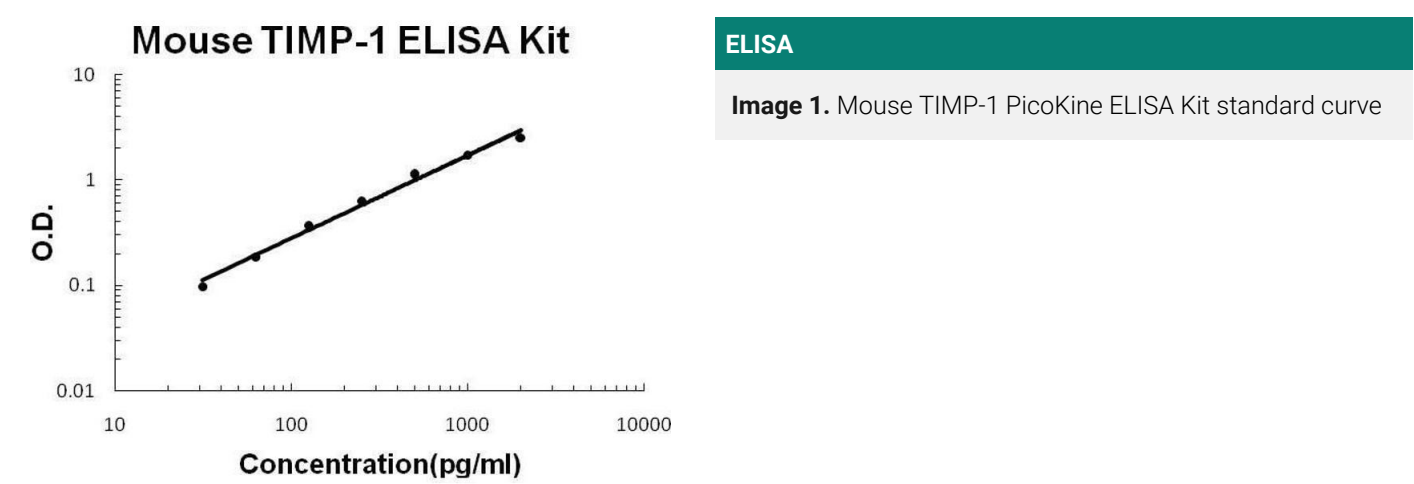 Mouse TIMP-1 ELISA Kit
10
1
0.1
0.01
O.D.
10 100 1000 10000
Concentration(pg/ml)
ELISA
Image 1. Mouse TIMP-1 PicoKine ELISA Kit standard curve